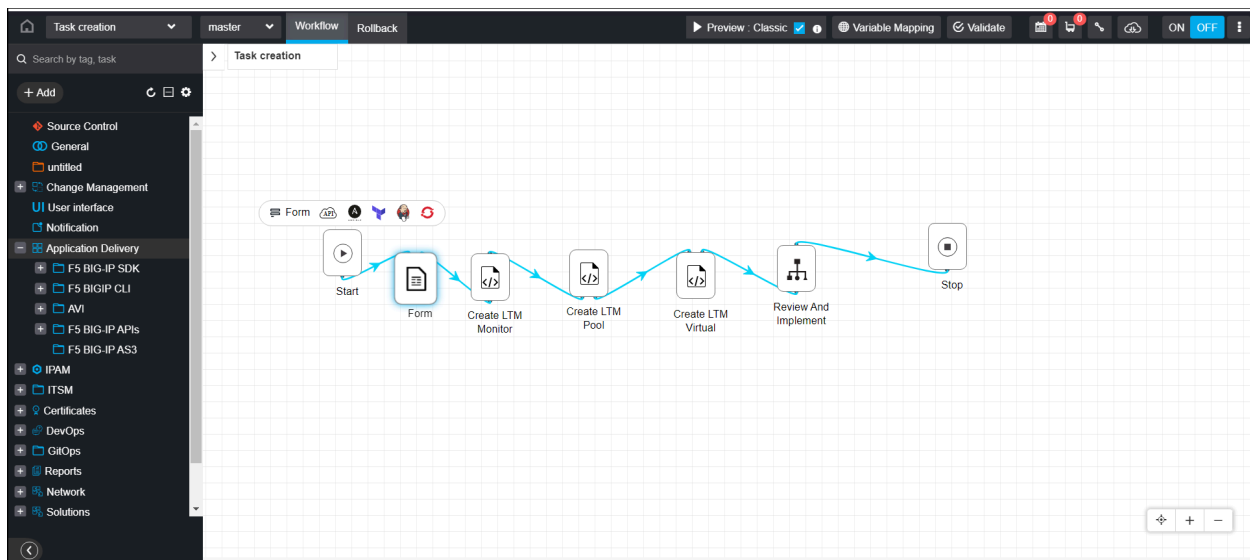 Task creation
master
Workflow
Rollback
Preview : Classic
Variable Mapping
Validate
0
0
ON OFF
Search by tag, task
Task creation
+ Add
Source Control
General
untitled
Change Management
UI User interface
Notification
Application Delivery
F5 BIG-IP SDK
F5 BIGIP CLI
AVI
F5 BIG-IP APIs
F5 BIG-IP AS3
IPAM
ITSM
Certificates
DevOps
GitOps
Reports
Network
Solutions
Form API A
Start
Form
Create LTM
Monitor
Create LTM
Pool
Create LTM
Virtual
Review And
Implement
Stop